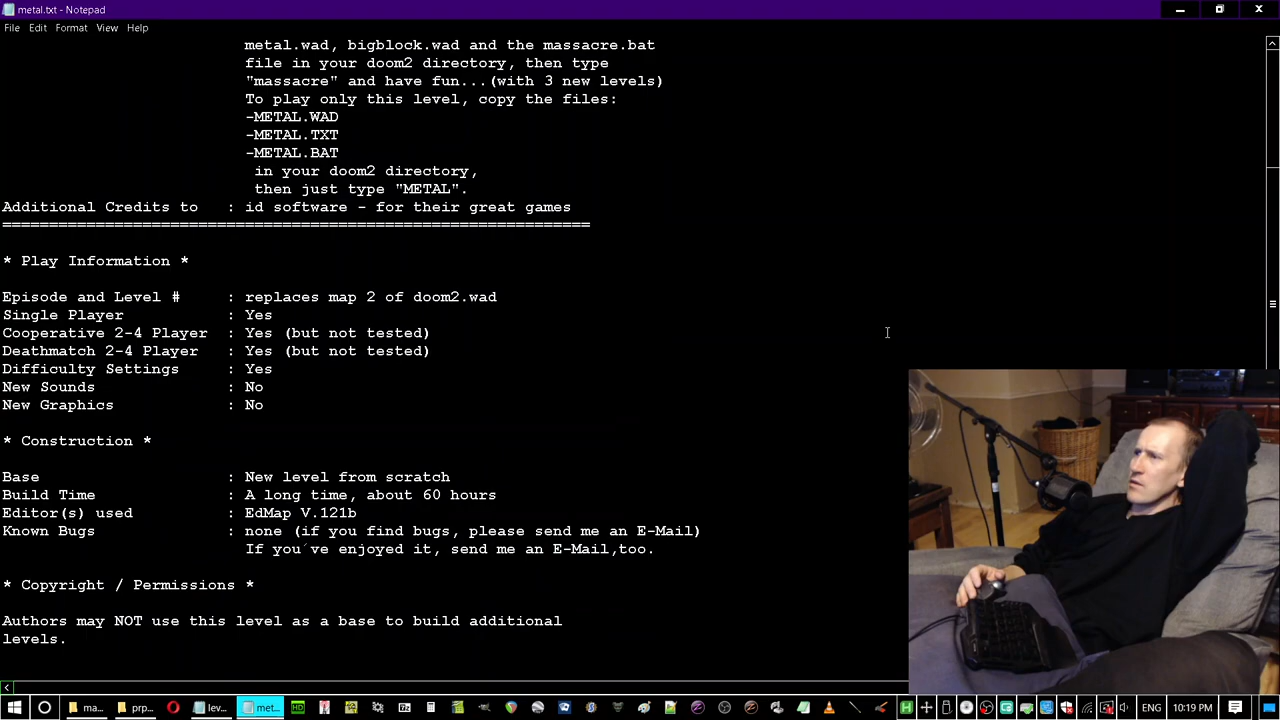 metal.txt - Notepad
File Edit Format View Help
metal.wad, bigblock.wad and the massacre.bat
file in your doom2 directory, then type
"massacre" and have fun...(with 3 new levels)
To play only this level, copy the files:
-METAL.WAD
-METAL.TXT
-METAL.BAT
in your doom2 directory,
then just type "METAL".
Additional Credits to : id software - for their great games
================================================================
* Play Information *
Episode and Level # : replaces map 2 of doom2.wad
Single Player : Yes
Cooperative 2-4 Player : Yes (but not tested)
Deathmatch 2-4 Player : Yes (but not tested)
Difficulty Settings : Yes
New Sounds : No
New Graphics : No
* Construction *
Base : New level from scratch
Build Time : A long time, about 60 hours
Editor(s) used : EdMap V.121b
Known Bugs : none (if you find bugs, please send me an E-Mail)
If you´ve enjoyed it, send me an E-Mail,too.
* Copyright / Permissions *
Authors may NOT use this level as a base to build additional
levels.
ma... prp... lev... met... HD ENG 10:19 PM